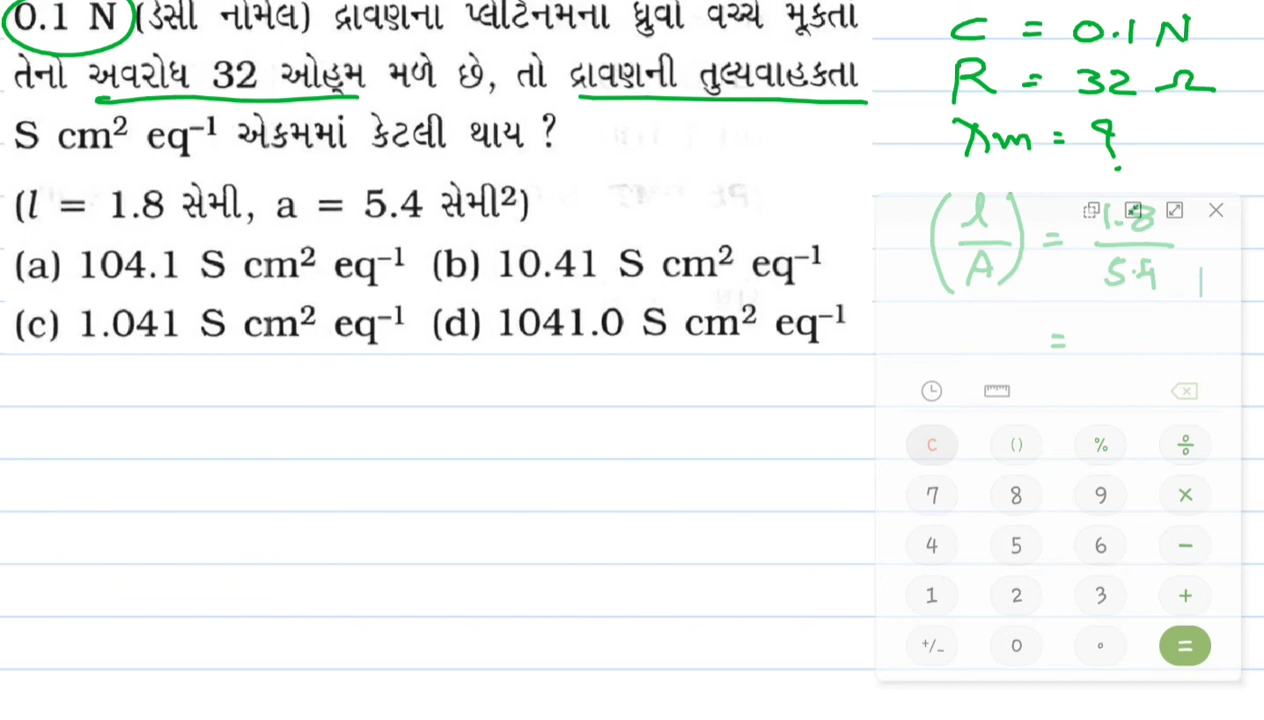 0.1 N (ડેસી નોર્મલ) દ્રાવણના પ્લેટિનમના ધ્રુવો વચ્ચે મૂકતા
તેનો અવરોધ 32 ઓહ્‌મ મળે છે, તો દ્રાવણની તુલ્યવાહકતા
S cm² eq⁻¹ એકમમાં કેટલી થાય ?
(l = 1.8 સેમી, a = 5.4 સેમી²)
(a) 104.1 S cm² eq⁻¹ (b) 10.41 S cm² eq⁻¹
(c) 1.041 S cm² eq⁻¹ (d) 1041.0 S cm² eq⁻¹
C = 0.1 N
R = 32 Ω
λm = ?
(l/A) = 1.8/5.4
=
C () % ÷
7 8 9 ×
4 5 6 −
1 2 3 +
+/− 0 . =